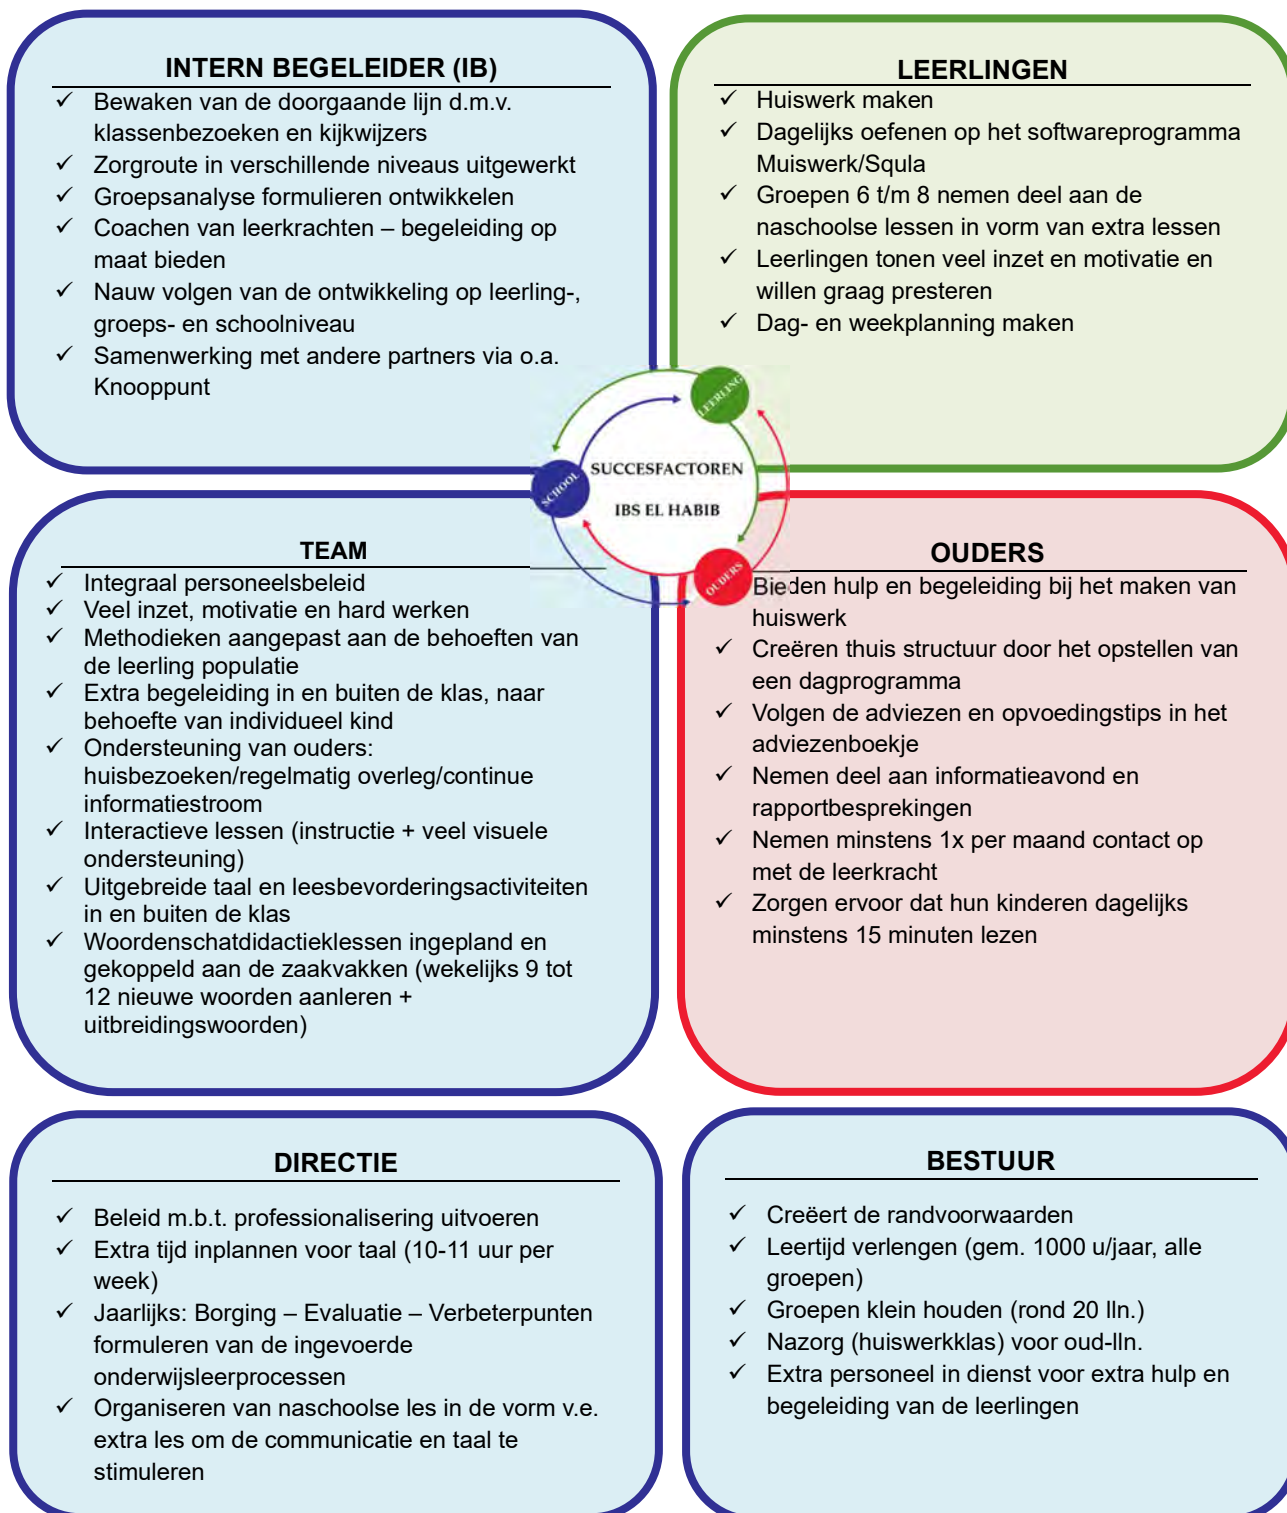 INTERN BEGELEIDER (IB)
✓ Bewaken van de doorgaande lijn d.m.v.
klassenbezoeken en kijkwijzers
✓ Zorgroute in verschillende niveaus uitgewerkt
✓ Groepsanalyse formulieren ontwikkelen
✓ Coachen van leerkrachten – begeleiding op
maat bieden
✓ Nauw volgen van de ontwikkeling op leerling-,
groeps- en schoolniveau
✓ Samenwerking met andere partners via o.a.
Knooppunt
LEERLINGEN
✓ Huiswerk maken
✓ Dagelijks oefenen op het softwareprogramma
Muiswerk/Squla
✓ Groepen 6 t/m 8 nemen deel aan de
naschoolse lessen in vorm van extra lessen
✓ Leerlingen tonen veel inzet en motivatie en
willen graag presteren
✓ Dag- en weekplanning maken
LEERLING
SCHOOL
SUCCESFACTOREN
IBS EL HABIB
OUDERS
TEAM
✓ Integraal personeelsbeleid
✓ Veel inzet, motivatie en hard werken
✓ Methodieken aangepast aan de behoeften van
de leerling populatie
✓ Extra begeleiding in en buiten de klas, naar
behoefte van individueel kind
✓ Ondersteuning van ouders:
huisbezoeken/regelmatig overleg/continue
informatiestroom
✓ Interactieve lessen (instructie + veel visuele
ondersteuning)
✓ Uitgebreide taal en leesbevorderingsactiviteiten
in en buiten de klas
✓ Woordenschatdidactieklessen ingepland en
gekoppeld aan de zaakvakken (wekelijks 9 tot
12 nieuwe woorden aanleren +
uitbreidingswoorden)
OUDERS
Bieden hulp en begeleiding bij het maken van
huiswerk
✓ Creëren thuis structuur door het opstellen van
een dagprogramma
✓ Volgen de adviezen en opvoedingstips in het
adviezenboekje
✓ Nemen deel aan informatieavond en
rapportbesprekingen
✓ Nemen minstens 1x per maand contact op
met de leerkracht
✓ Zorgen ervoor dat hun kinderen dagelijks
minstens 15 minuten lezen
DIRECTIE
✓ Beleid m.b.t. professionalisering uitvoeren
✓ Extra tijd inplannen voor taal (10-11 uur per
week)
✓ Jaarlijks: Borging – Evaluatie – Verbeterpunten
formuleren van de ingevoerde
onderwijsleerprocessen
✓ Organiseren van naschoolse les in de vorm v.e.
extra les om de communicatie en taal te
stimuleren
BESTUUR
✓ Creëert de randvoorwaarden
✓ Leertijd verlengen (gem. 1000 u/jaar, alle
groepen)
✓ Groepen klein houden (rond 20 lln.)
✓ Nazorg (huiswerkklas) voor oud-lln.
✓ Extra personeel in dienst voor extra hulp en
begeleiding van de leerlingen